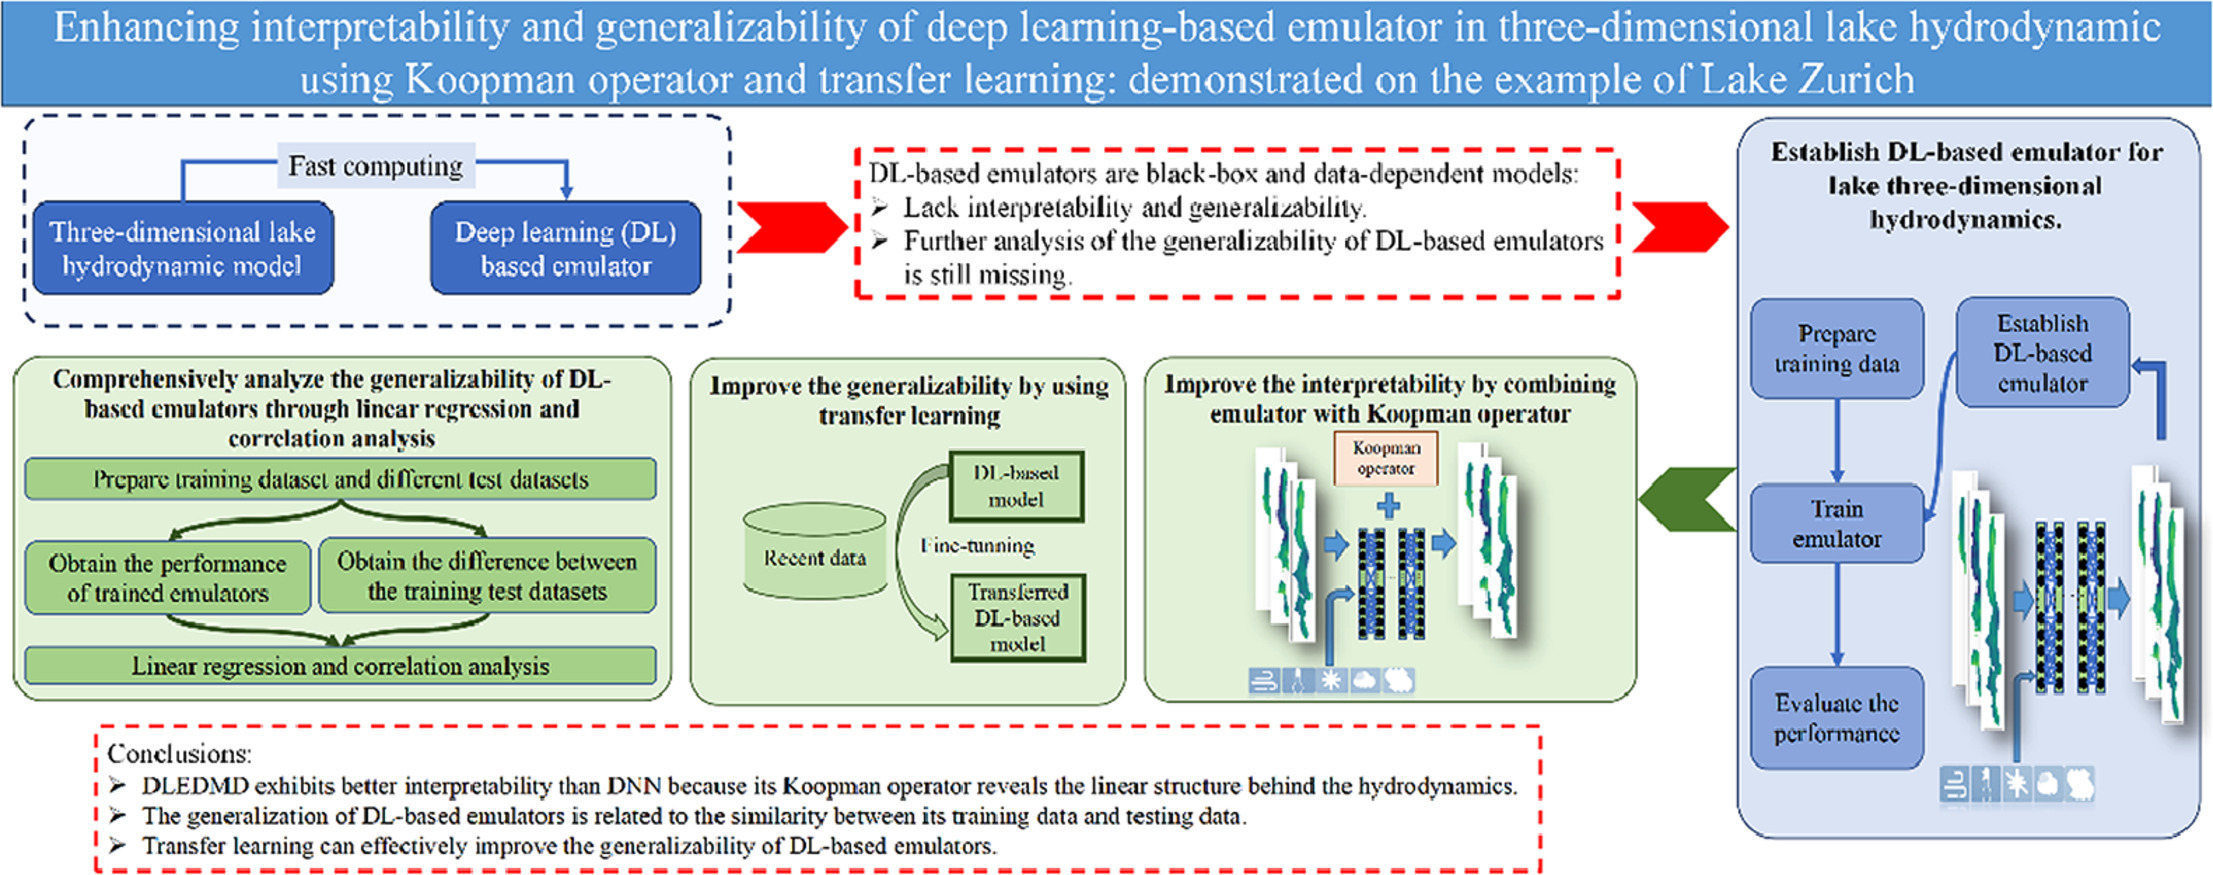 Enhancing interpretability and generalizability of deep learning-based emulator in three-dimensional lake hydrodynamic
using Koopman operator and transfer learning: demonstrated on the example of Lake Zurich
Fast computing
Three-dimensional lake
hydrodynamic model
Deep learning (DL)
based emulator
DL-based emulators are black-box and data-dependent models:
➢ Lack interpretability and generalizability.
➢ Further analysis of the generalizability of DL-based emulators
is still missing.
Establish DL-based emulator for
lake three-dimensional
hydrodynamics.
Prepare
training data
Establish
DL-based
emulator
Train
emulator
Evaluate the
performance
Improve the interpretability by combining
emulator with Koopman operator
Koopman
operator
Improve the generalizability by using
transfer learning
Recent data
DL-based
model
Fine-tunning
Transferred
DL-based
model
Comprehensively analyze the generalizability of DL-
based emulators through linear regression and
correlation analysis
Prepare training dataset and different test datasets
Obtain the performance
of trained emulators
Obtain the difference between
the training test datasets
Linear regression and correlation analysis
Conclusions:
➢ DLEDMD exhibits better interpretability than DNN because its Koopman operator reveals the linear structure behind the hydrodynamics.
➢ The generalization of DL-based emulators is related to the similarity between its training data and testing data.
➢ Transfer learning can effectively improve the generalizability of DL-based emulators.